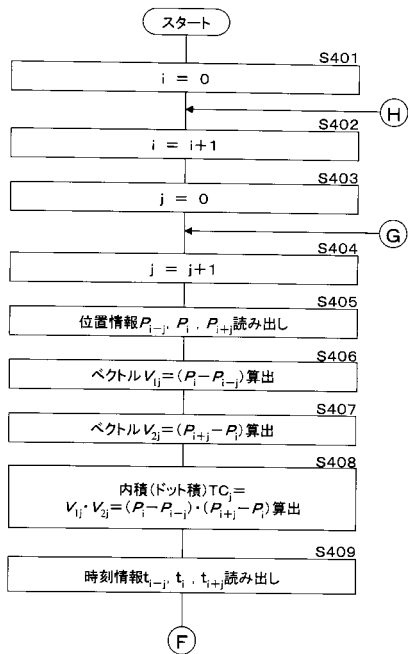 スタート
S401
i = 0
H
S402
i = i+1
S403
j = 0
G
S404
j = j+1
S405
位置情報P_{i-j}, P_i , P_{i+j}読み出し
S406
ベクトルV_{1j}=(P_i-P_{i-j})算出
S407
ベクトルV_{2j}=(P_{i+j}-P_i)算出
S408
内積(ドット積)TC_j=
V_{1j}・V_{2j}=(P_i-P_{i-j})・(P_{i+j}-P_i)算出
S409
時刻情報t_{i-j}, t_i , t_{i+j}読み出し
F